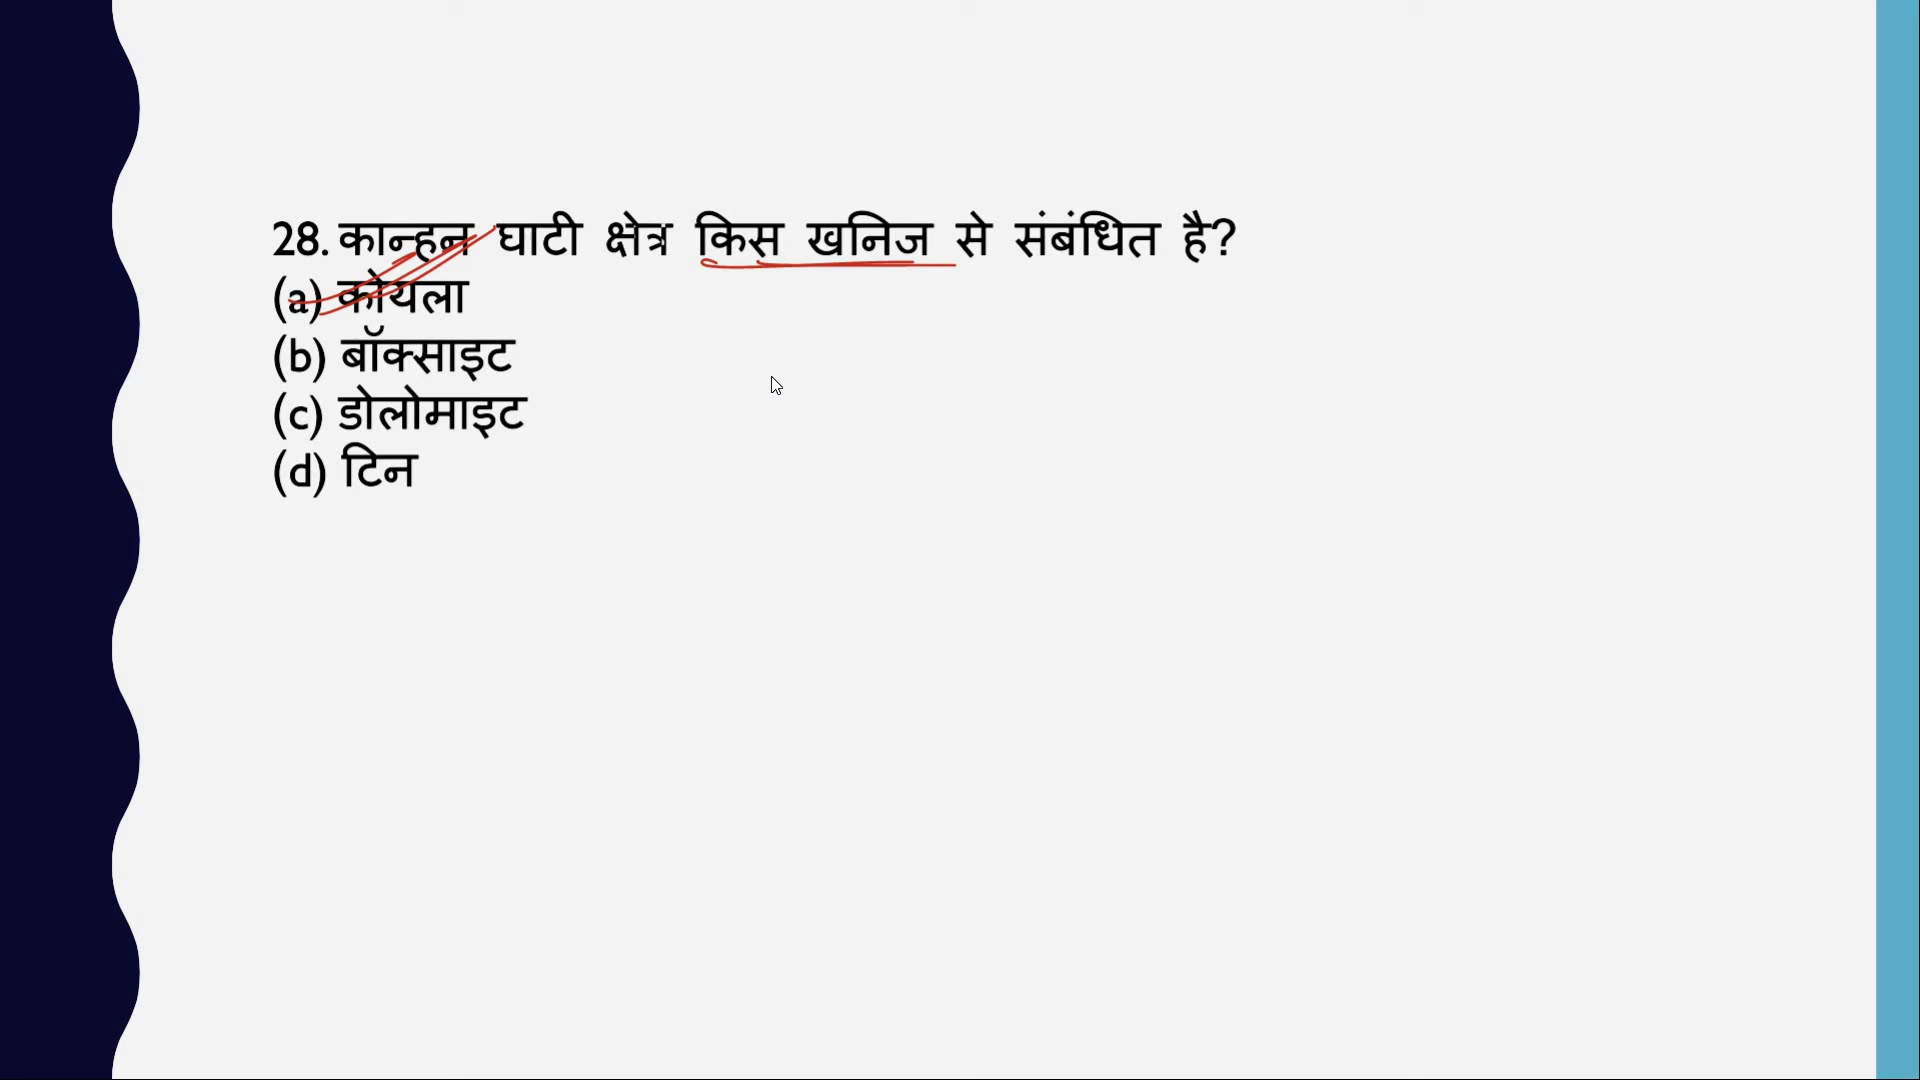 28. कान्हन घाटी क्षेत्र किस खनिज से संबंधित है?
(a) कोयला
(b) बॉक्साइट
(c) डोलोमाइट
(d) टिन